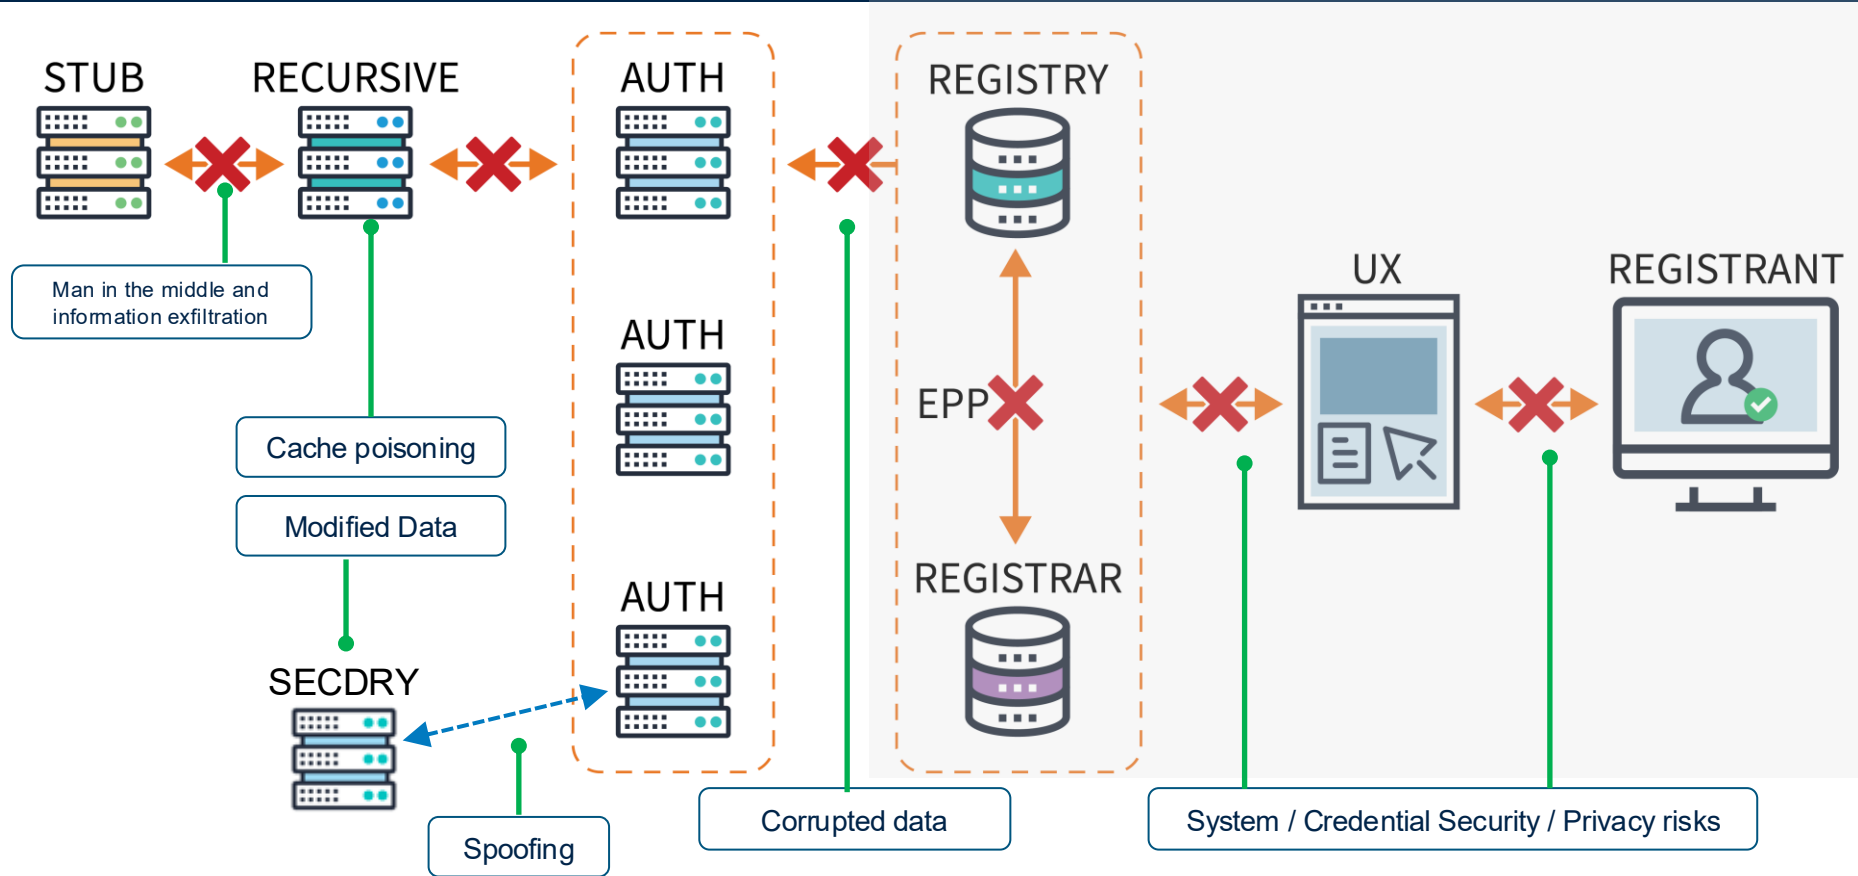 STUB
RECURSIVE
AUTH
REGISTRY
Man in the middle and
information exfiltration
UX
REGISTRANT
AUTH
EPP
Cache poisoning
Modified Data
AUTH
REGISTRAR
SECDRY
Spoofing
Corrupted data
System / Credential Security / Privacy risks